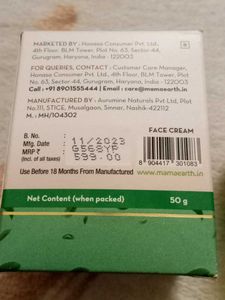 MARKETED BY : Honasa Consumer Pvt. Ltd.,
4th Floor, BLM Tower, Plot No. 63, Sector 44,
Gurugram, Haryana, India - 122003
FOR QUERIES, CONTACT : Customer Care Manager,
Honasa Consumer Pvt. Ltd., 4th Floor, BLM Tower, Plot
No. 63, Sector 44, Gurugram, Haryana, India - 122003
Call us : +91 8901555444 | Email : care@mamaearth.in
MANUFACTURED BY : Aurumine Naturals Pvt Ltd, Plot
No.111, STICE, Musalgaon, Sinnar, Nashik-422112
M.: MH/104302
FACE CREAM
B. No. :
Mfg. Date : 11/2023
MRP ₹ : G568YF
(incl. of all taxes) 599.00
8 904417 301083
Use Before 18 Months From Manufactured
www.mamaearth.in
Net Content (when packed) 50 g